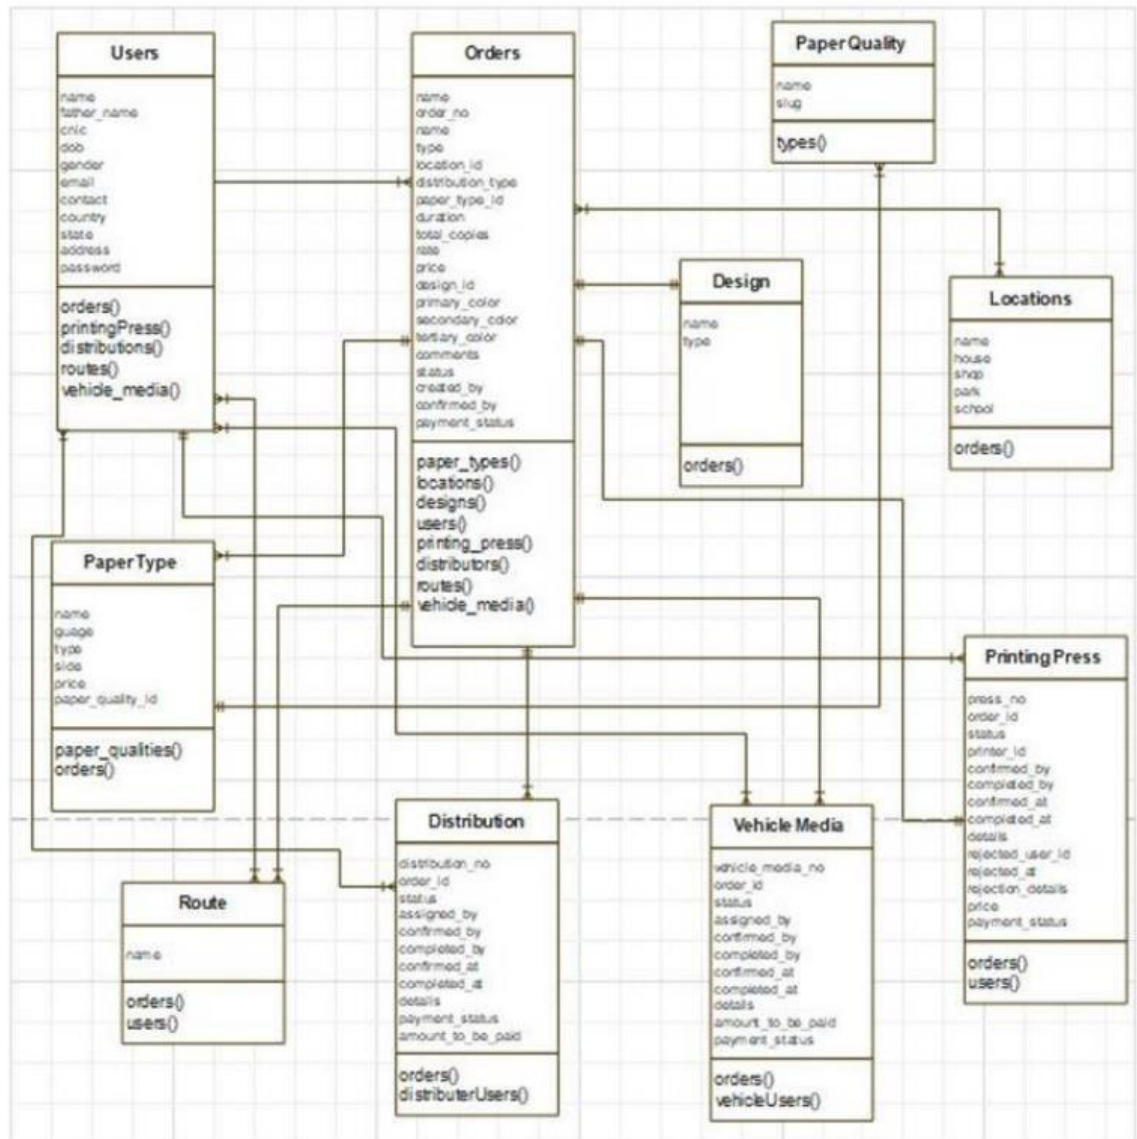 Users
name
father_name
cnic
dob
gender
email
contact
country
state
address
password
orders()
printingPress()
distributions()
routes()
vehicle_media()
Orders
name
order_no
name
type
location_id
distribution_type
paper_type_id
duration
total_copies
rate
price
design_id
primary_color
secondary_color
tertiary_color
comments
status
created_by
confirmed_by
payment_status
paper_types()
locations()
designs()
users()
printing_press()
distributors()
routes()
vehicle_media()
Paper Quality
name
slug
types()
Design
name
type
orders()
Locations
name
house
shop
park
school
orders()
Paper Type
name
guage
type
side
price
paper_quality_id
paper_qualities()
orders()
Printing Press
press_no
order_id
status
printer_id
confirmed_by
completed_by
confirmed_at
completed_at
details
rejected_user_id
rejected_at
rejection_details
price
payment_status
orders()
users()
Route
name
orders()
users()
Distribution
distribution_no
order_id
status
assigned_by
confirmed_by
completed_by
confirmed_at
completed_at
details
payment_status
amount_to_be_paid
orders()
distributerUsers()
Vehicle Media
vehicle_media_no
order_id
status
assigned_by
confirmed_by
completed_by
confirmed_at
completed_at
details
amount_to_be_paid
payment_status
orders()
vehicleUsers()